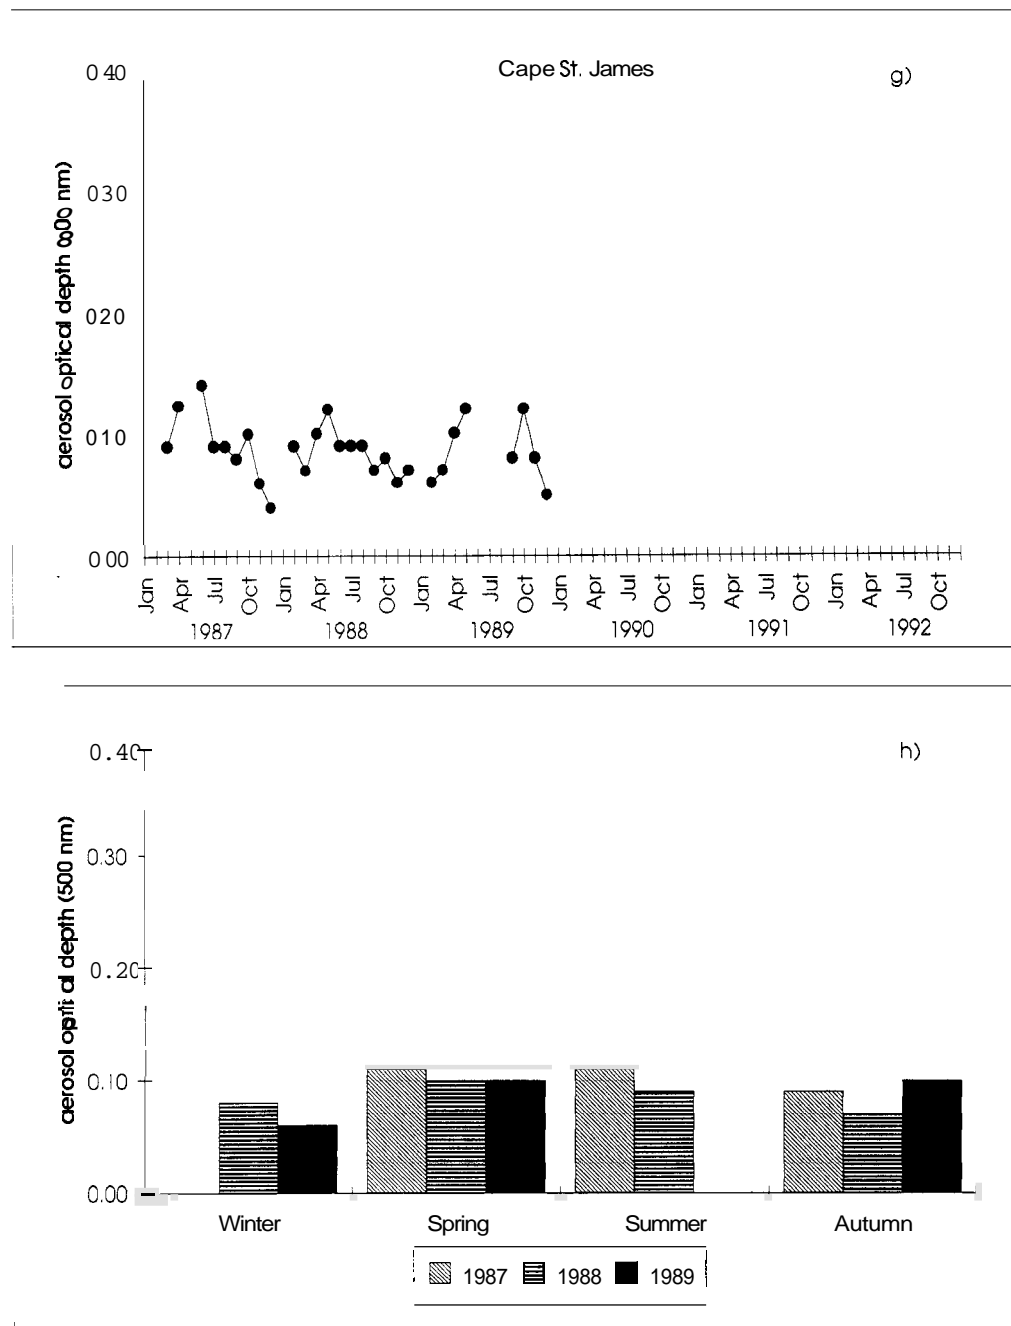 Cape St. James
g)
0 40
0 30
0 20
0 10
0 00
aerosol optical depth nm)
Jan Apr Jul Oct Jan Apr Jul Oct Jan Apr Jul Oct Jan Apr Jul Oct Jan Apr Jul Oct Jan Apr Jul Oct
1987 1988 1989 1990 1991 1992
h)
0.40
0.30
0.20
0.10
0.00
aerosol depth (500 nm)
Winter Spring Summer Autumn
1987 1988 1989